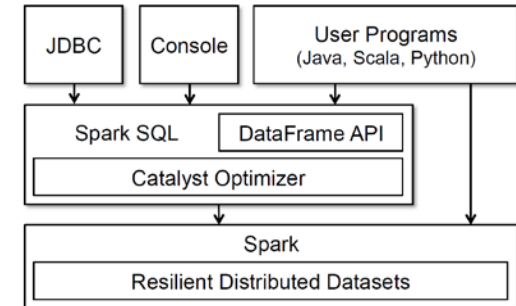 JDBC
Console
User Programs
(Java, Scala, Python)
Spark SQL
DataFrame API
Catalyst Optimizer
Spark
Resilient Distributed Datasets